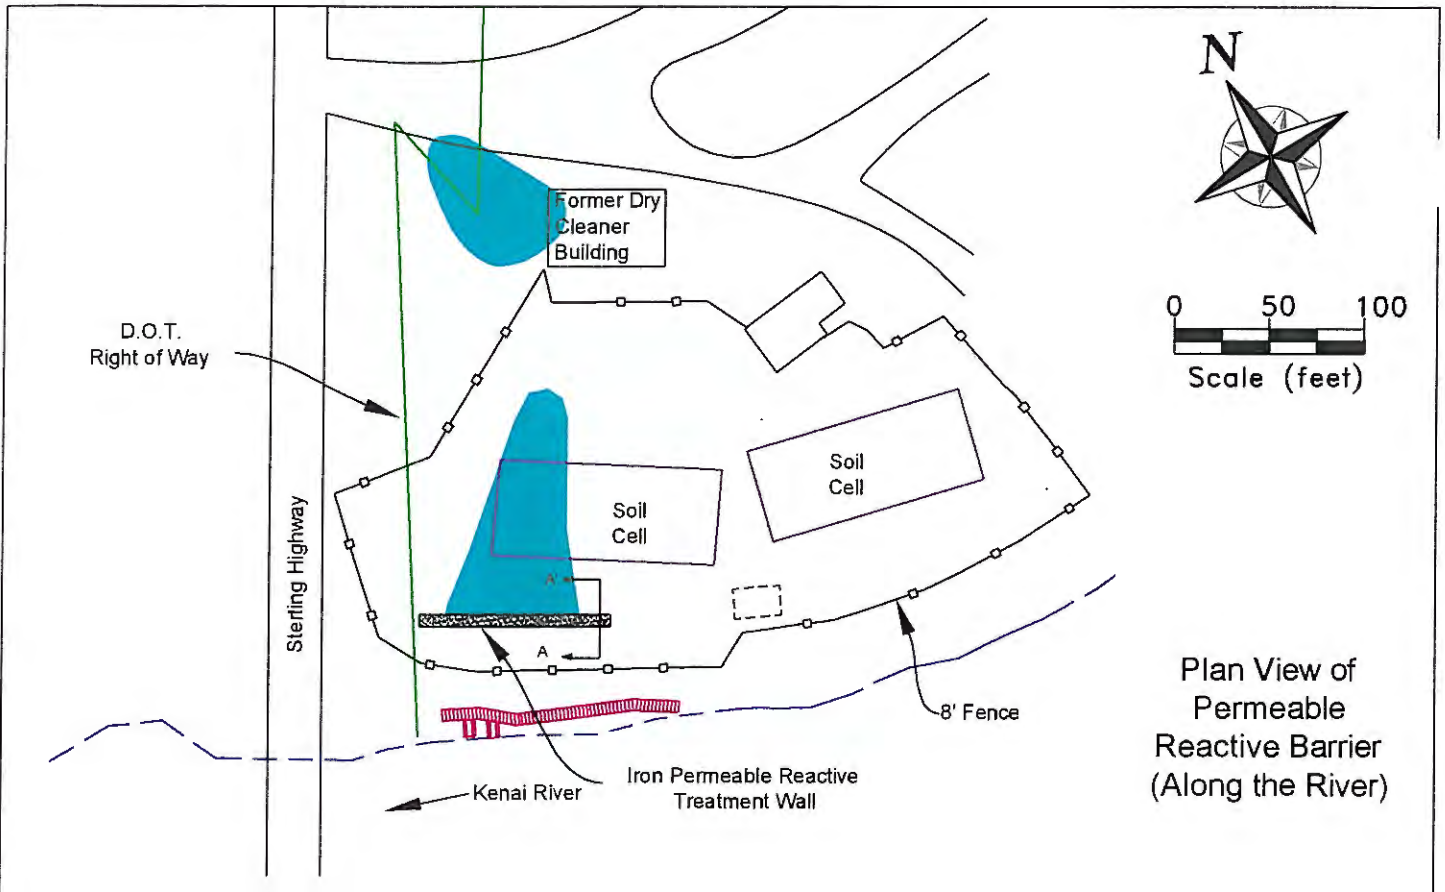 N
0 50 100
Scale (feet)
Former Dry
Cleaner
Building
D.O.T.
Right of Way
Soil
Cell
Soil
Cell
Sterling Highway
A'
A
8' Fence
Iron Permeable Reactive
Treatment Wall
Kenai River
Plan View of
Permeable
Reactive Barrier
(Along the River)